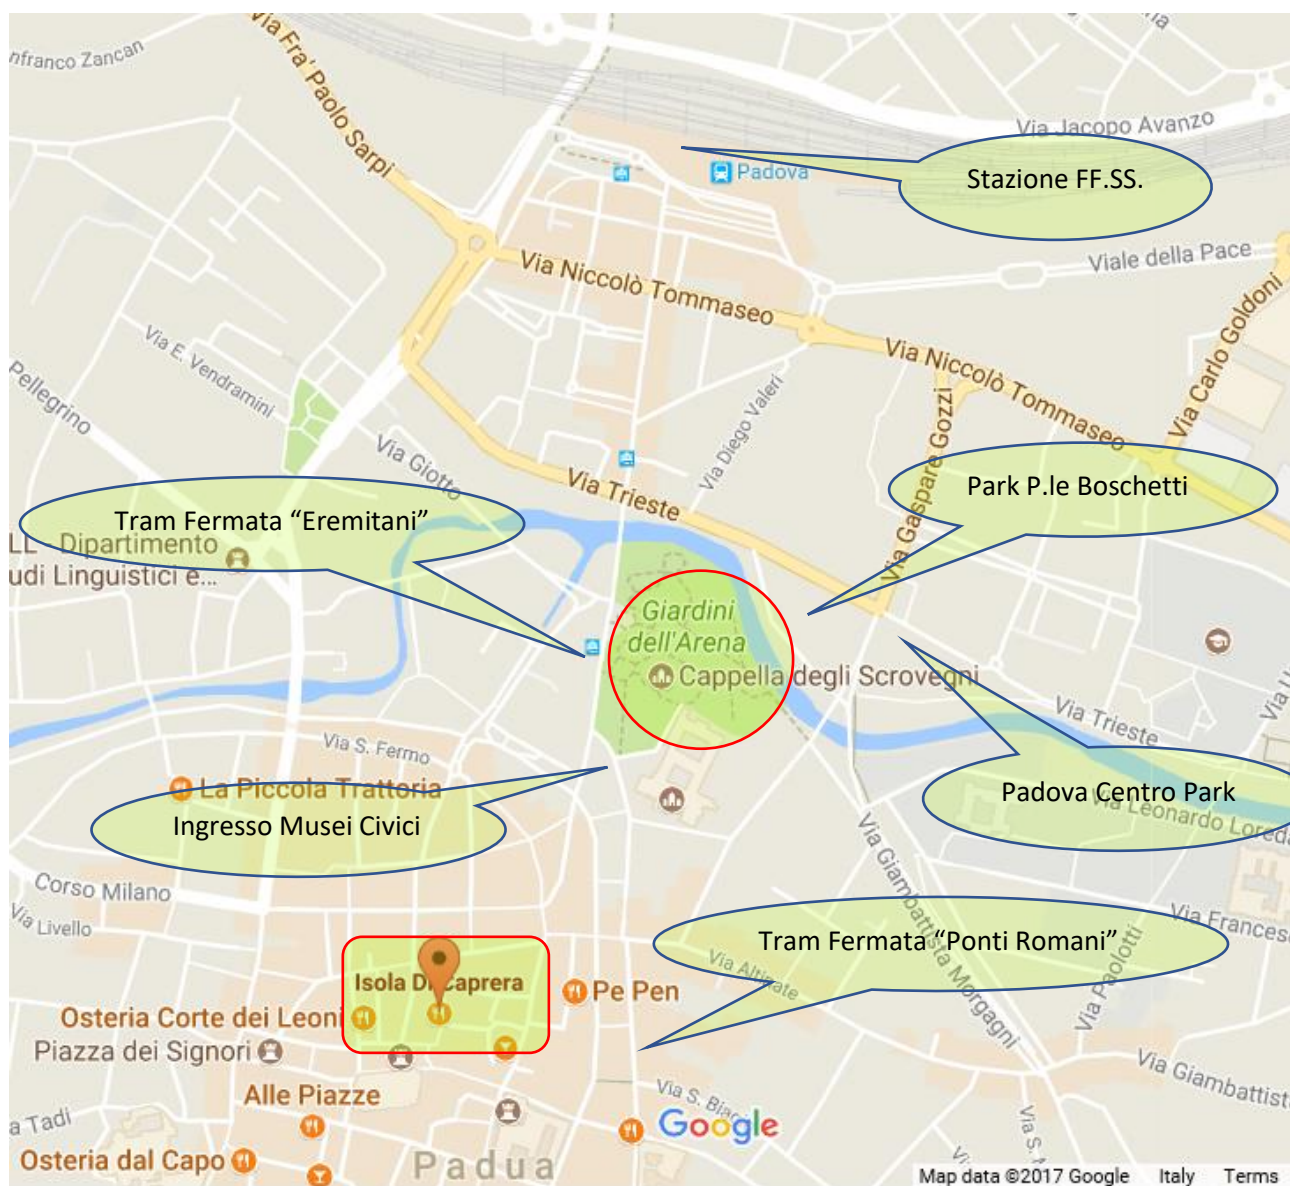 Via Fra' Paolo Sarpi
nfranco Zancan
Via Jacopo Avanzo
Padova
Stazione FF.SS.
Viale della Pace
Via Niccolò Tommaseo
Via Carlo Goldoni
Via E. Vendramini
Via Niccolò Tommaseo
Pellegrino
Via Diego Valeri
Via Gaspare Gozzi
Via Giotto
Via Trieste
Park P.le Boschetti
Tram Fermata “Eremitani”
LL - Dipartimento
udi Linguistici e...
Giardini
dell'Arena
Cappella degli Scrovegni
Via Trieste
Via S. Fermo
La Piccola Trattoria
Padova Centro Park
Via Leonardo Loreda
Ingresso Musei Civici
Via Giambattista Morgagni
Corso Milano
Via Livello
Via Francesc
Tram Fermata “Ponti Romani”
Via Altinate
Via Paolotti
Isola Di Caprera
Pe Pen
Osteria Corte dei Leoni
Piazza dei Signori
Via Giambattist
Alle Piazze
Via S. Biag
Google
a Tadi
Via S.
Osteria dal Capo
Padua
Map data ©2017 Google Italy Terms